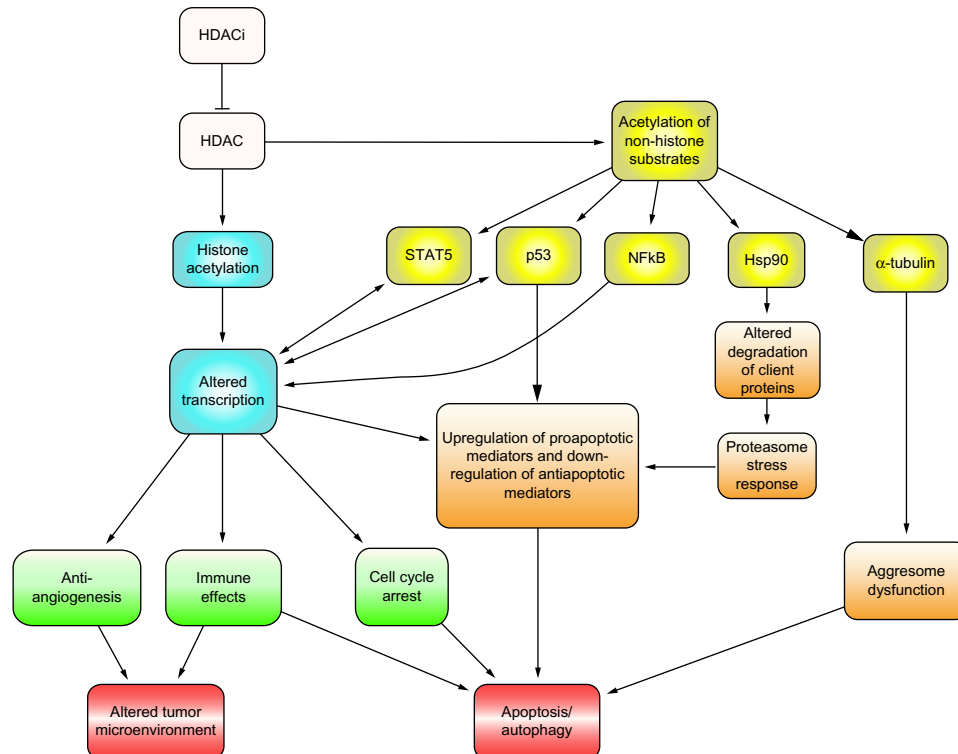 HDACi
HDAC
Acetylation of
non-histone
substrates
Histone
acetylation
STAT5
p53
NFkB
Hsp90
α-tubulin
Altered
degradation
of client
proteins
Altered
transcription
Upregulation of proapoptotic
mediators and down-
regulation of antiapoptotic
mediators
Proteasome
stress
response
Anti-
angiogenesis
Immune
effects
Cell cycle
arrest
Aggresome
dysfunction
Altered tumor
microenvironment
Apoptosis/
autophagy